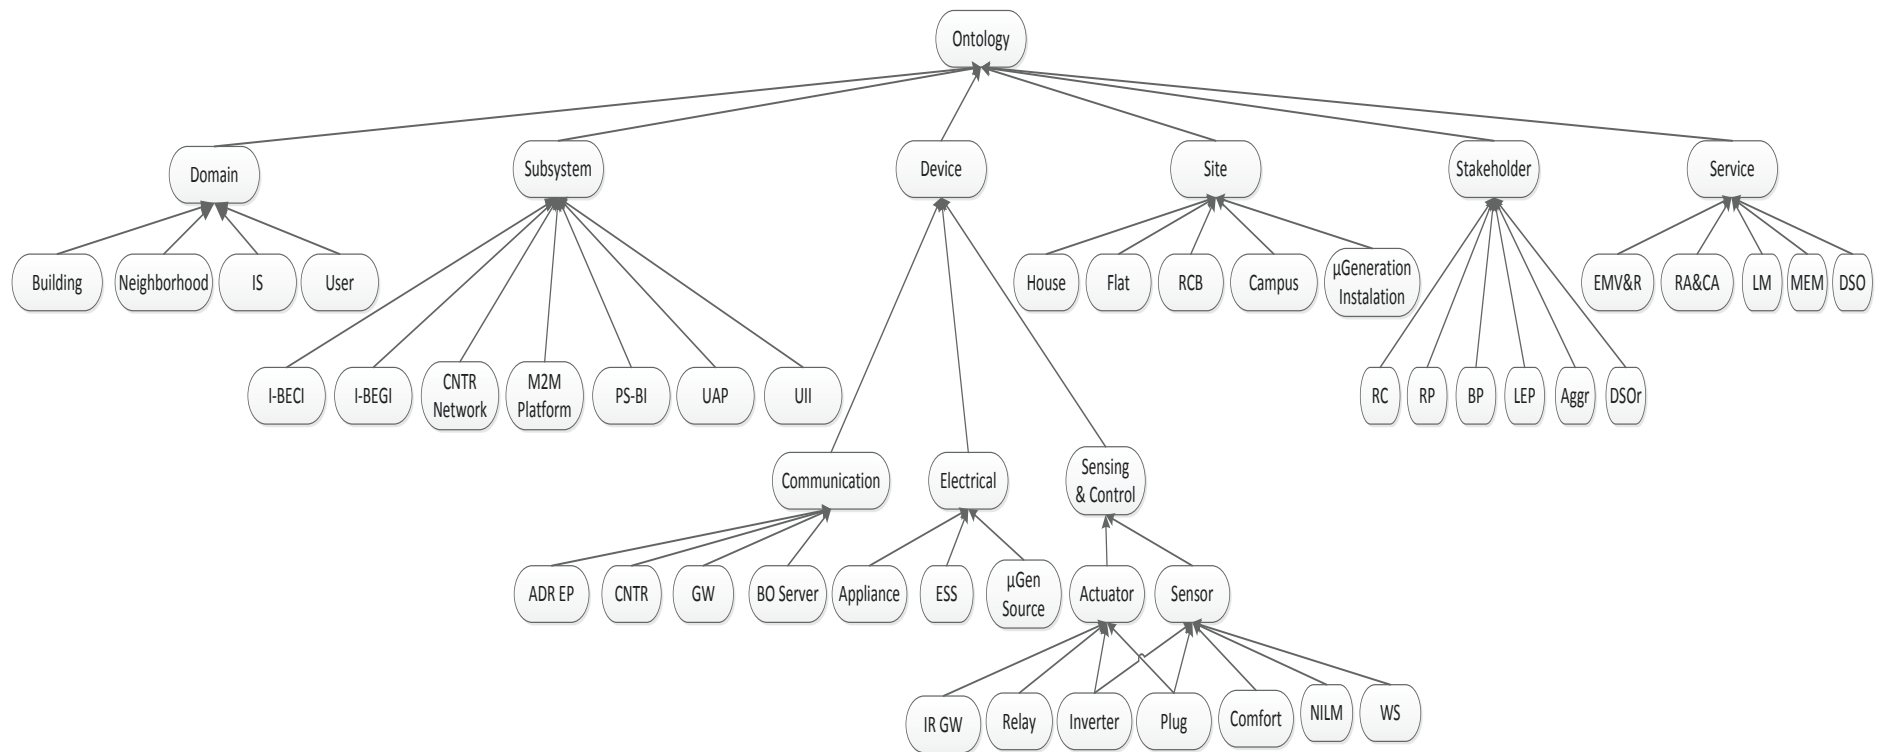 Ontology
Domain
Subsystem
Device
Site
Stakeholder
Service
Building
Neighborhood
IS
User
House
Flat
RCB
Campus
µGeneration
Instalation
EMV&R
RA&CA
LM
MEM
DSO
I-BECI
I-BEGI
CNTR
Network
M2M
Platform
PS-BI
UAP
UII
RC
RP
BP
LEP
Aggr
DSOr
Communication
Electrical
Sensing
& Control
ADR EP
CNTR
GW
BO Server
Appliance
ESS
µGen
Source
Actuator
Sensor
IR GW
Relay
Inverter
Plug
Comfort
NILM
WS